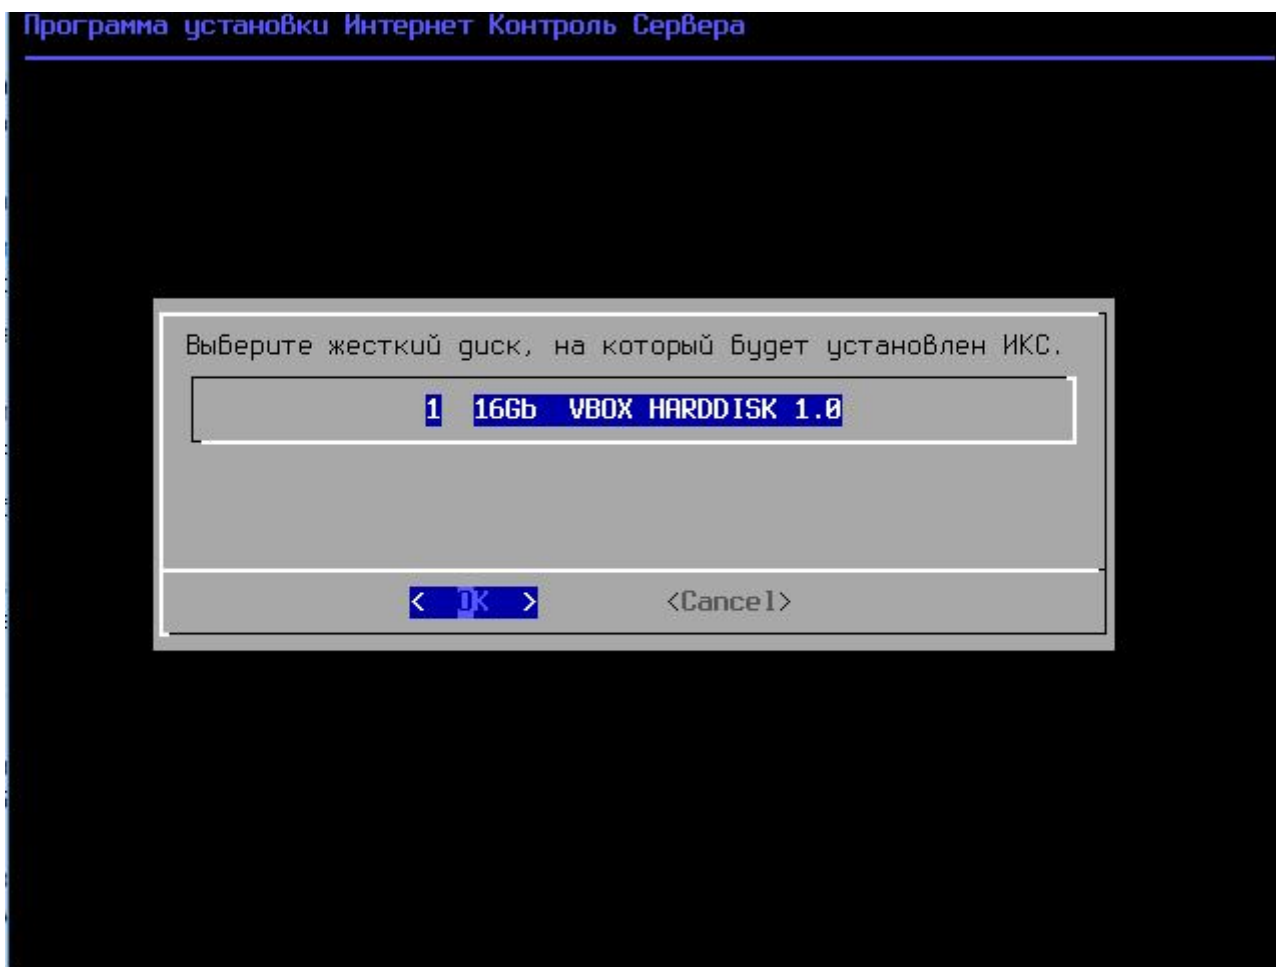 Программа установки Интернет Контроль Сервера
Выберите жесткий диск, на который будет установлен ИКС.
1 16Gb VBOX HARDDISK 1.0
< OK > <Cancel>